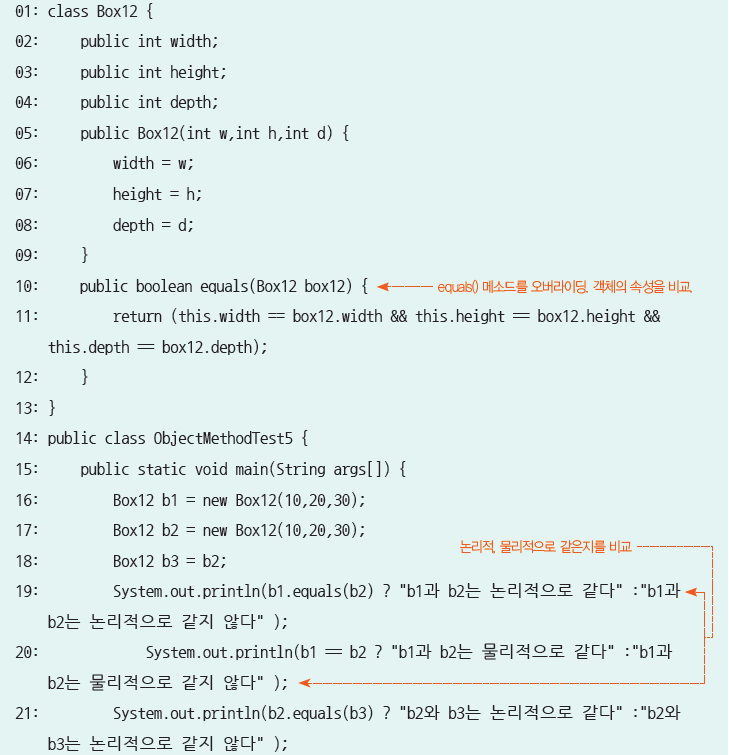 01: class Box12 {
02: public int width;
03: public int height;
04: public int depth;
05: public Box12(int w,int h,int d) {
06: width = w;
07: height = h;
08: depth = d;
09: }
10: public boolean equals(Box12 box12) { equals() 메소드를 오버라이딩. 객체의 속성을 비교.
11: return (this.width == box12.width && this.height == box12.height &&
this.depth == box12.depth);
12: }
13: }
14: public class ObjectMethodTest5 {
15: public static void main(String args[]) {
16: Box12 b1 = new Box12(10,20,30);
17: Box12 b2 = new Box12(10,20,30);
논리적, 물리적으로 같은지를 비교
18: Box12 b3 = b2;
19: System.out.println(b1.equals(b2) ? "b1과 b2는 논리적으로 같다" :"b1과
b2는 논리적으로 같지 않다" );
20: System.out.println(b1 == b2 ? "b1과 b2는 물리적으로 같다" :"b1과
b2는 물리적으로 같지 않다" );
21: System.out.println(b2.equals(b3) ? "b2와 b3는 논리적으로 같다" :"b2와
b3는 논리적으로 같지 않다" );